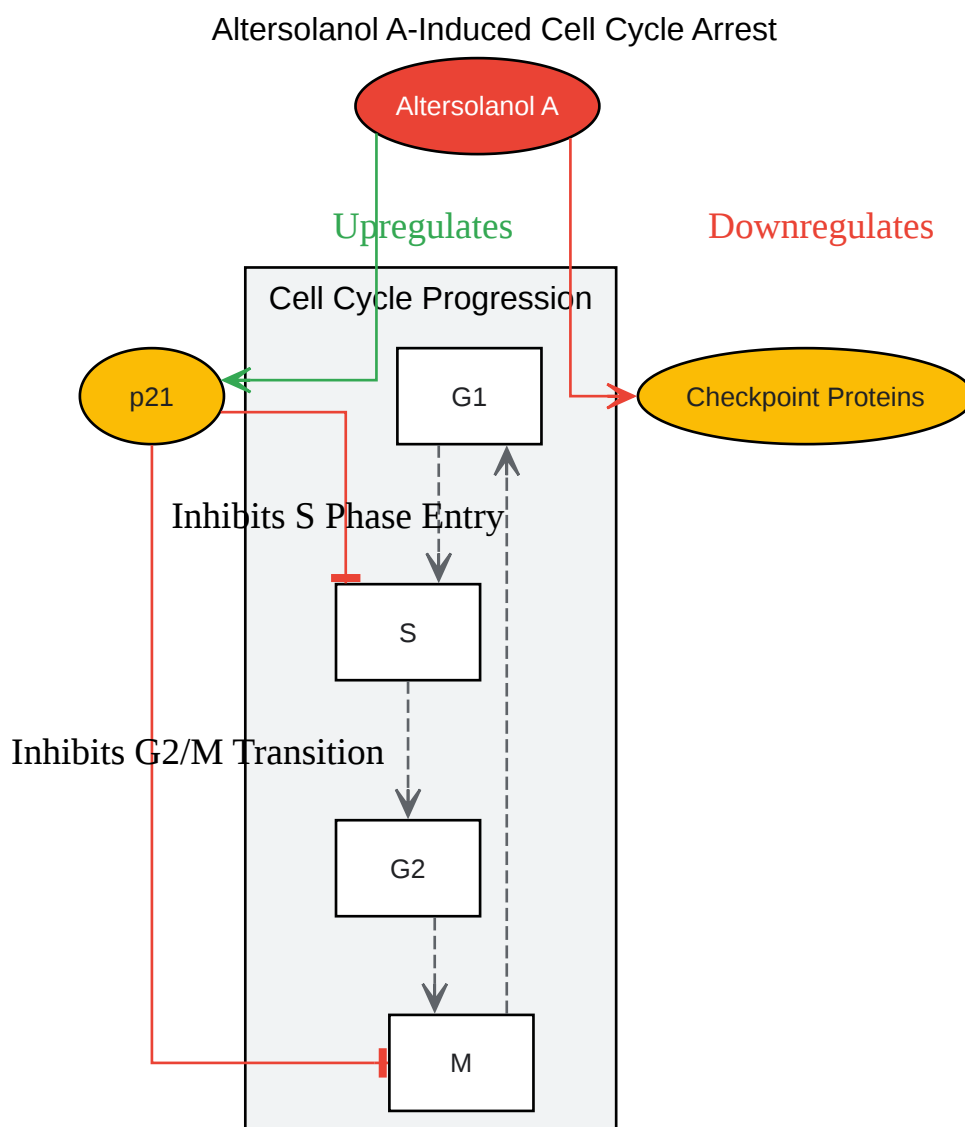 Altersolanol A-Induced Cell Cycle Arrest
Altersolanol A
Upregulates
Downregulates
Cell Cycle Progression
p21
G1
Checkpoint Proteins
Inhibits S Phase Entry
S
Inhibits G2/M Transition
G2
M